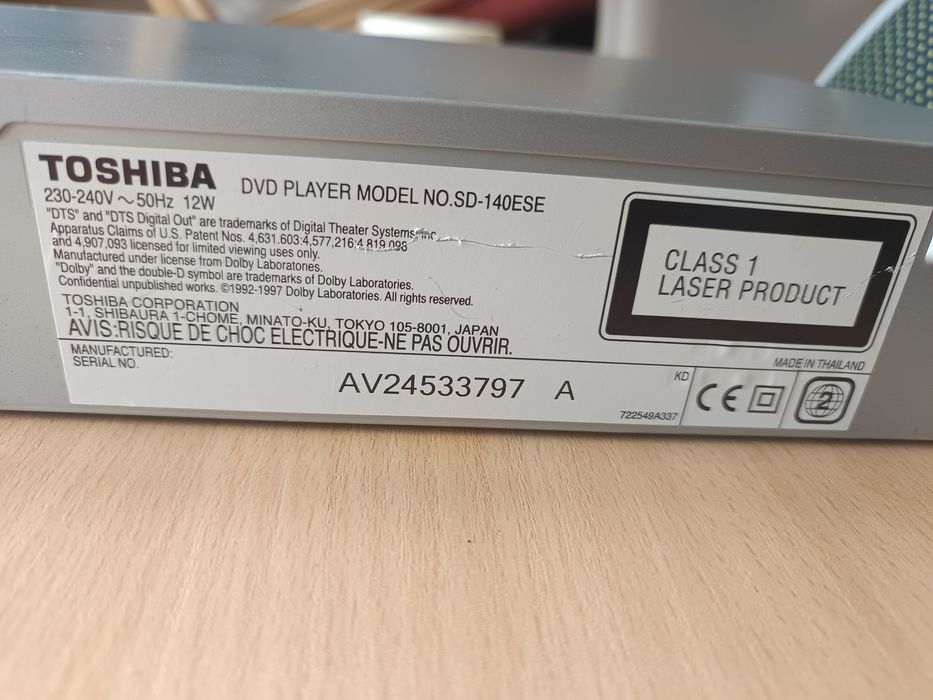 TOSHIBA
230-240V ~ 50Hz 12W
DVD PLAYER MODEL NO.SD-140ESE
"DTS" and "DTS Digital Out" are trademarks of Digital Theater Systems, Inc.
Apparatus Claims of U.S. Patent Nos. 4,631,603;4,577,216;4,819,098
and 4,907,093 licensed for limited viewing uses only.
Manufactured under license from Dolby Laboratories.
"Dolby" and the double-D symbol are trademarks of Dolby Laboratories.
Confidential unpublished works. ©1992-1997 Dolby Laboratories. All rights reserved.
TOSHIBA CORPORATION
1-1, SHIBAURA 1-CHOME, MINATO-KU, TOKYO 105-8001, JAPAN
AVIS:RISQUE DE CHOC ELECTRIQUE-NE PAS OUVRIR.
CLASS 1
LASER PRODUCT
MADE IN THAILAND
MANUFACTURED:
SERIAL NO.
AV24533797 A
KD
722549A337
CE
2